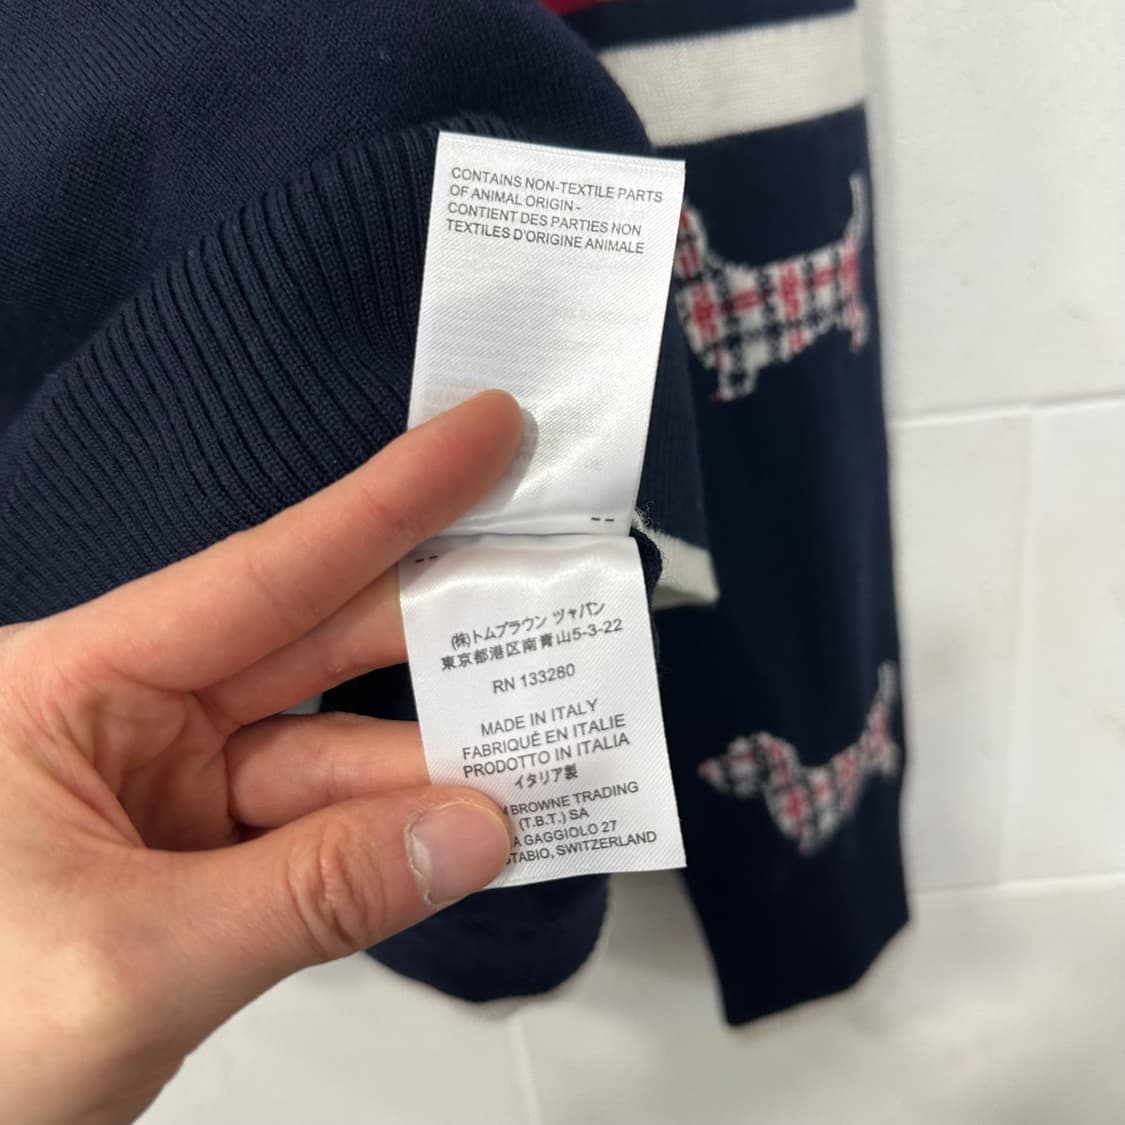 CONTAINS NON-TEXTILE PARTS
OF ANIMAL ORIGIN-
CONTIENT DES PARTIES NON
TEXTILES D'ORIGINE ANIMALE
(株)トムブラウン ツャパン
東京都港区南青山5-3-22
RN 133280
MADE IN ITALY
FABRIQUÉ EN ITALIE
PRODOTTO IN ITALIA
イタリア製
BROWNE TRADING
(T.B.T.) SA
GAGGIOLO 27
SWITZERLAND